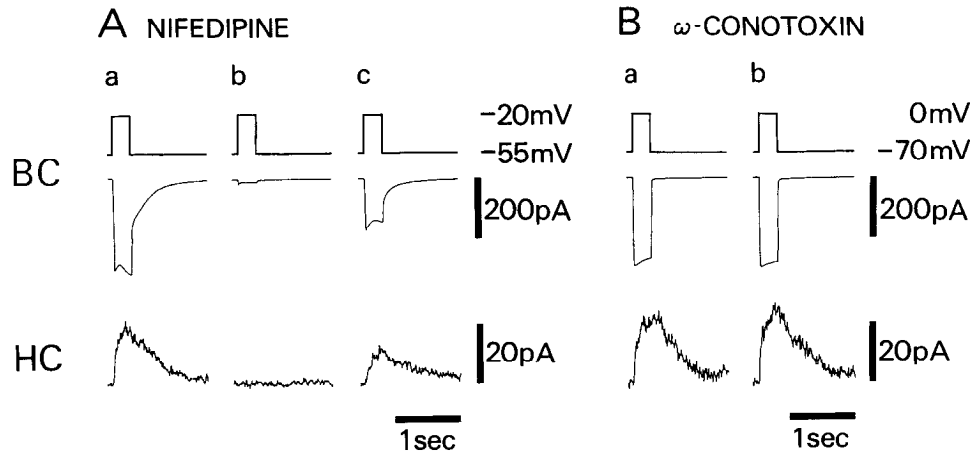 A NIFEDIPINE
B ω-CONOTOXIN
a b c
a b
−20mV
−55mV
0mV
−70mV
BC
200pA
200pA
HC
20pA
20pA
1sec
1sec